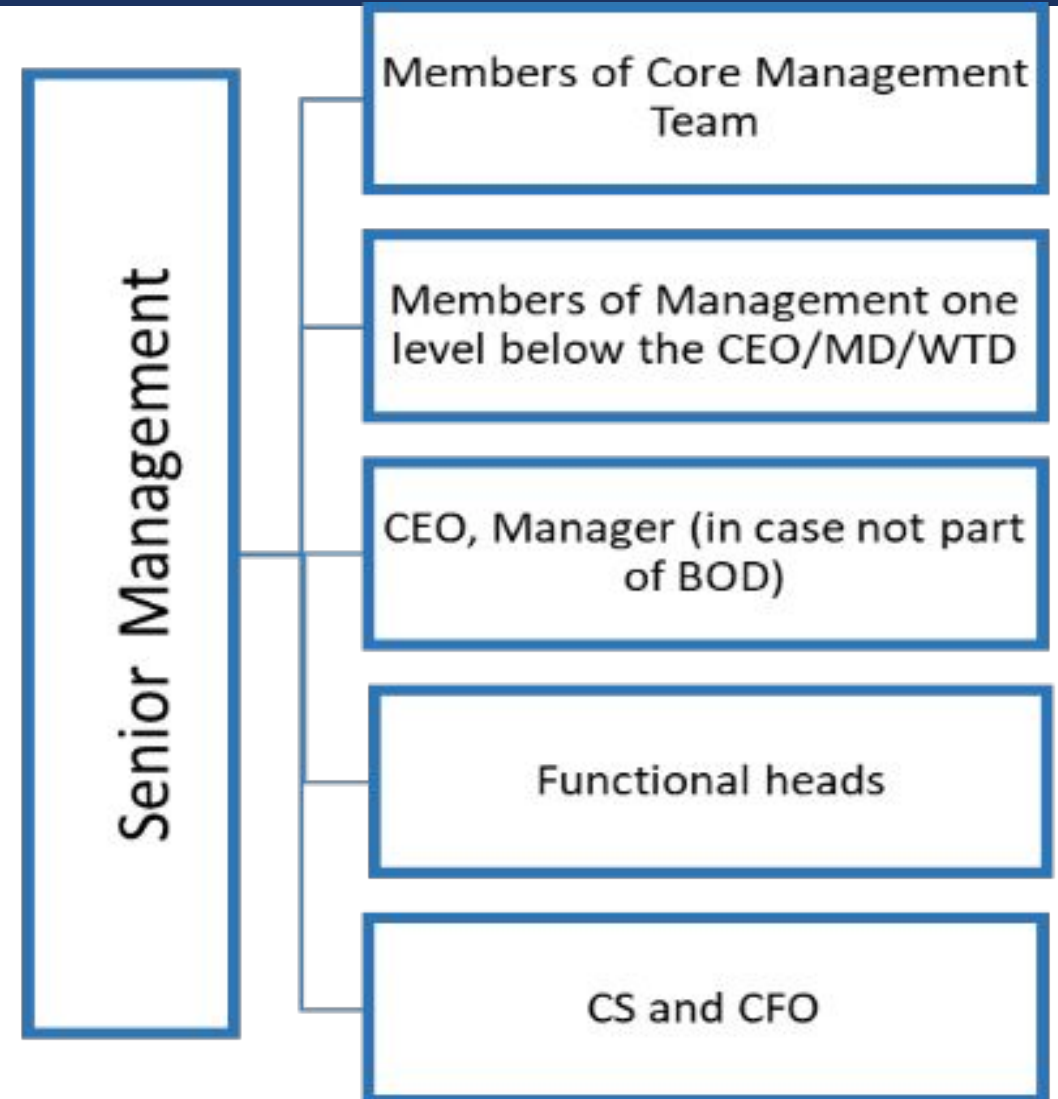 Senior Management
Members of Core Management
Team
Members of Management one
level below the CEO/MD/WTD
CEO, Manager (in case not part
of BOD)
Functional heads
CS and CFO